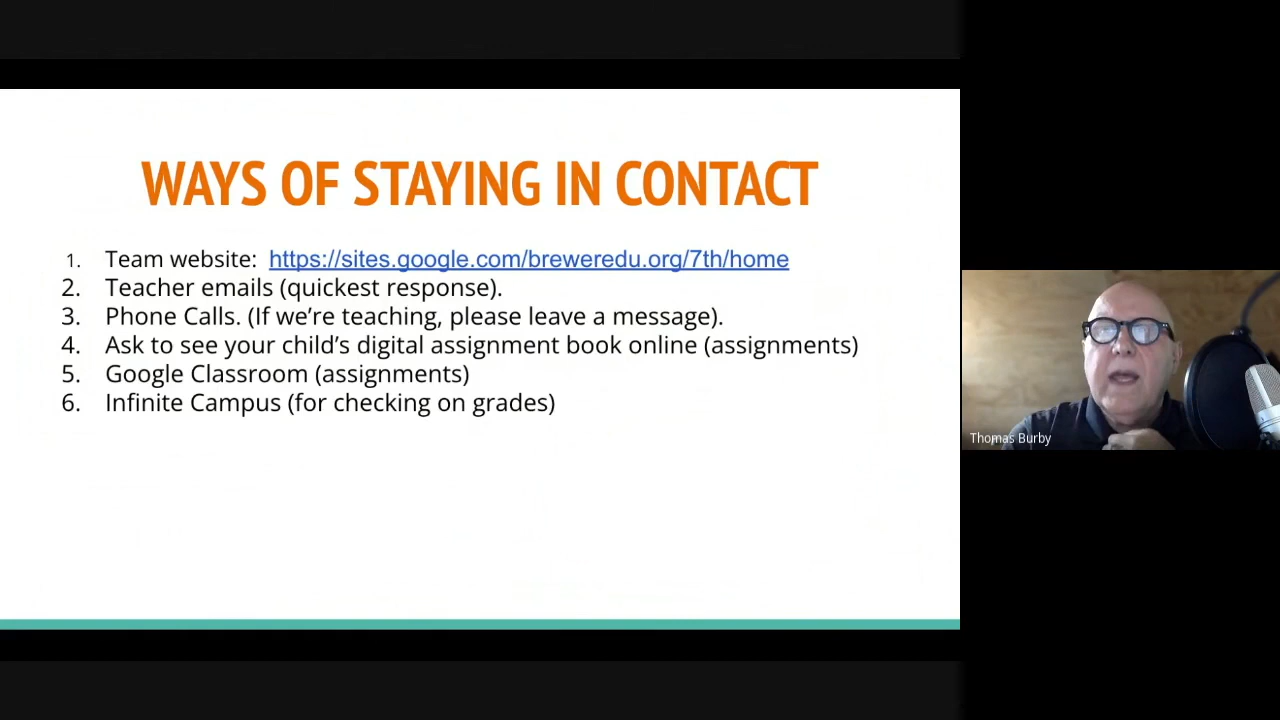 WAYS OF STAYING IN CONTACT
1. Team website: https://sites.google.com/breweredu.org/7th/home
2. Teacher emails (quickest response).
3. Phone Calls. (If we’re teaching, please leave a message).
4. Ask to see your child’s digital assignment book online (assignments)
5. Google Classroom (assignments)
6. Infinite Campus (for checking on grades)
Thomas Burby